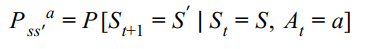 P_{ss'}^{a} = P[S_{t+1} = S' | S_t = S, A_t = a]